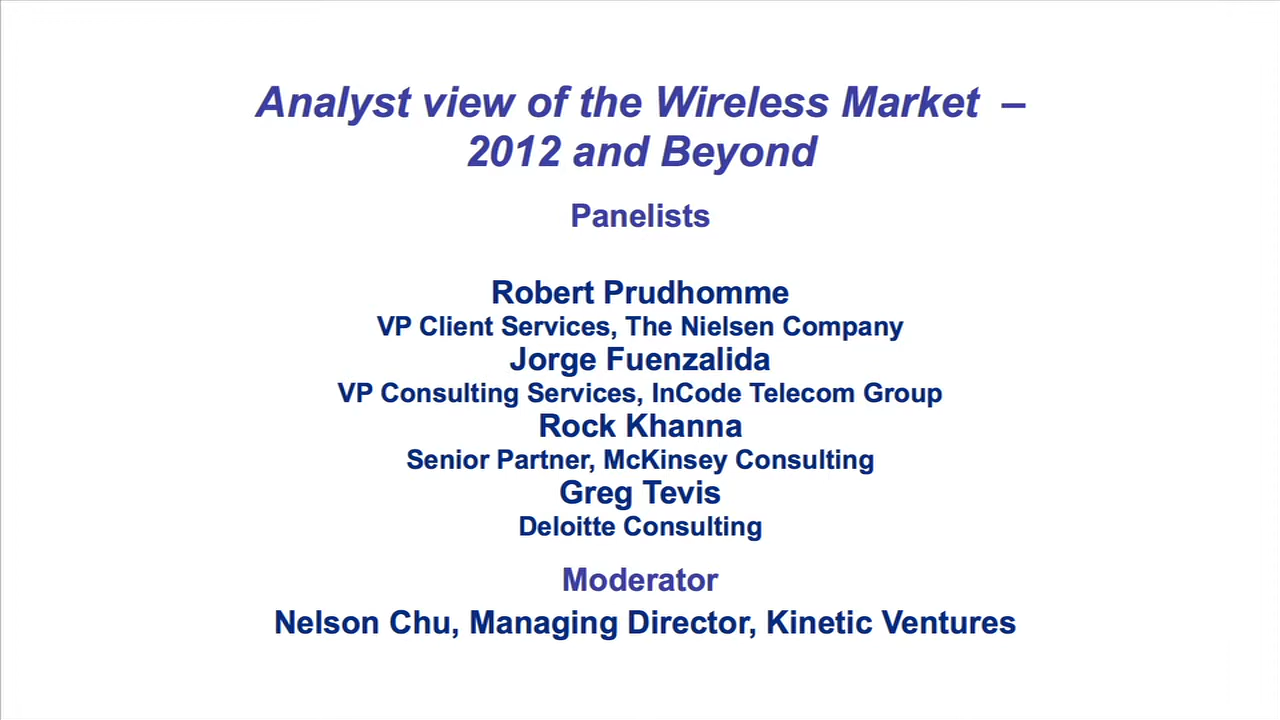 Analyst view of the Wireless Market –
2012 and Beyond
Panelists
Robert Prudhomme
VP Client Services, The Nielsen Company
Jorge Fuenzalida
VP Consulting Services, InCode Telecom Group
Rock Khanna
Senior Partner, McKinsey Consulting
Greg Tevis
Deloitte Consulting
Moderator
Nelson Chu, Managing Director, Kinetic Ventures